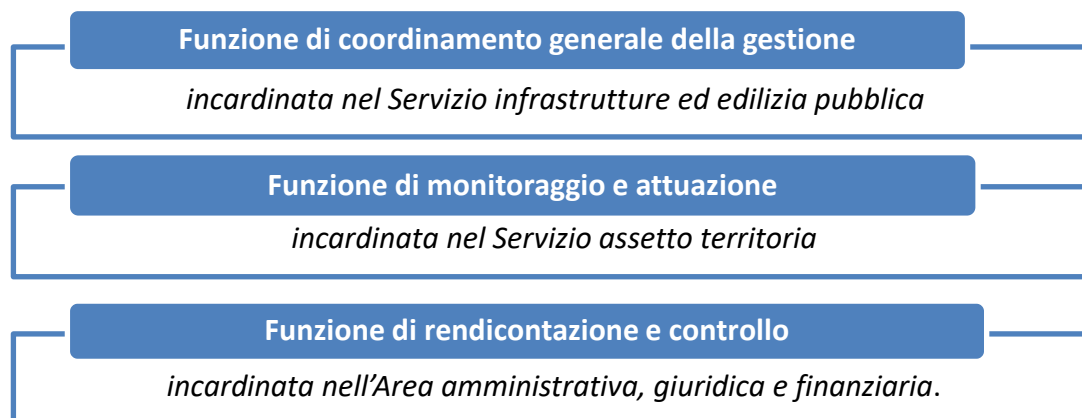 Funzione di coordinamento generale della gestione
incardinata nel Servizio infrastrutture ed edilizia pubblica
Funzione di monitoraggio e attuazione
incardinata nel Servizio assetto territoria
Funzione di rendicontazione e controllo
incardinata nell’Area amministrativa, giuridica e finanziaria.